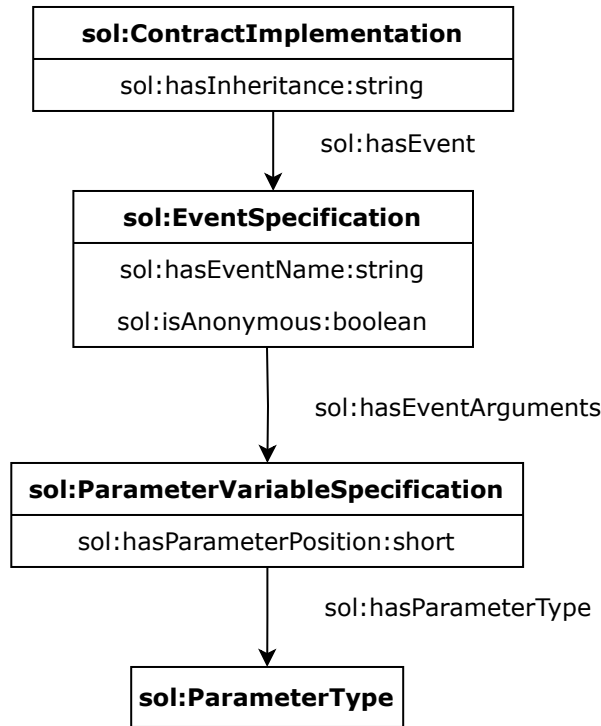 sol:ContractImplementation
sol:hasInheritance:string
sol:hasEvent
sol:EventSpecification
sol:hasEventName:string
sol:isAnonymous:boolean
sol:hasEventArguments
sol:ParameterVariableSpecification
sol:hasParameterPosition:short
sol:hasParameterType
sol:ParameterType